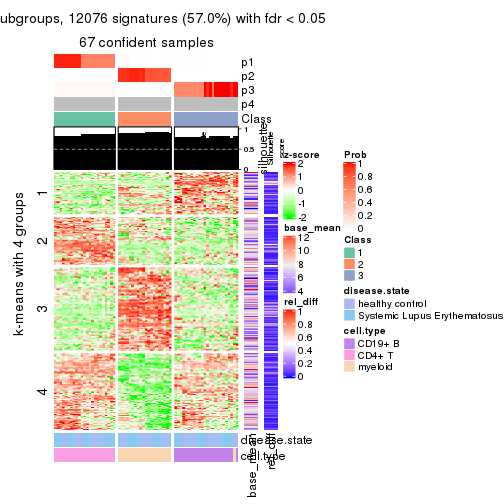 ubgroups, 12076 signatures (57.0%) with fdr < 0.05
67 confident samples
p1
p2
p3
p4
Class
1
0.5
0
silhouette
Silhouette
score
k-means with 4 groups
1
2
3
4
base_mean
rel_diff
disease.state
cell.type
z-score
2
1
0
-1
-2
base_mean
12
10
8
6
4
rel_diff
1
0.8
0.6
0.4
0.2
0
Prob
1
0.8
0.6
0.4
0.2
0
Class
1
2
3
disease.state
healthy control
Systemic Lupus Erythematosus
cell.type
CD19+ B
CD4+ T
myeloid